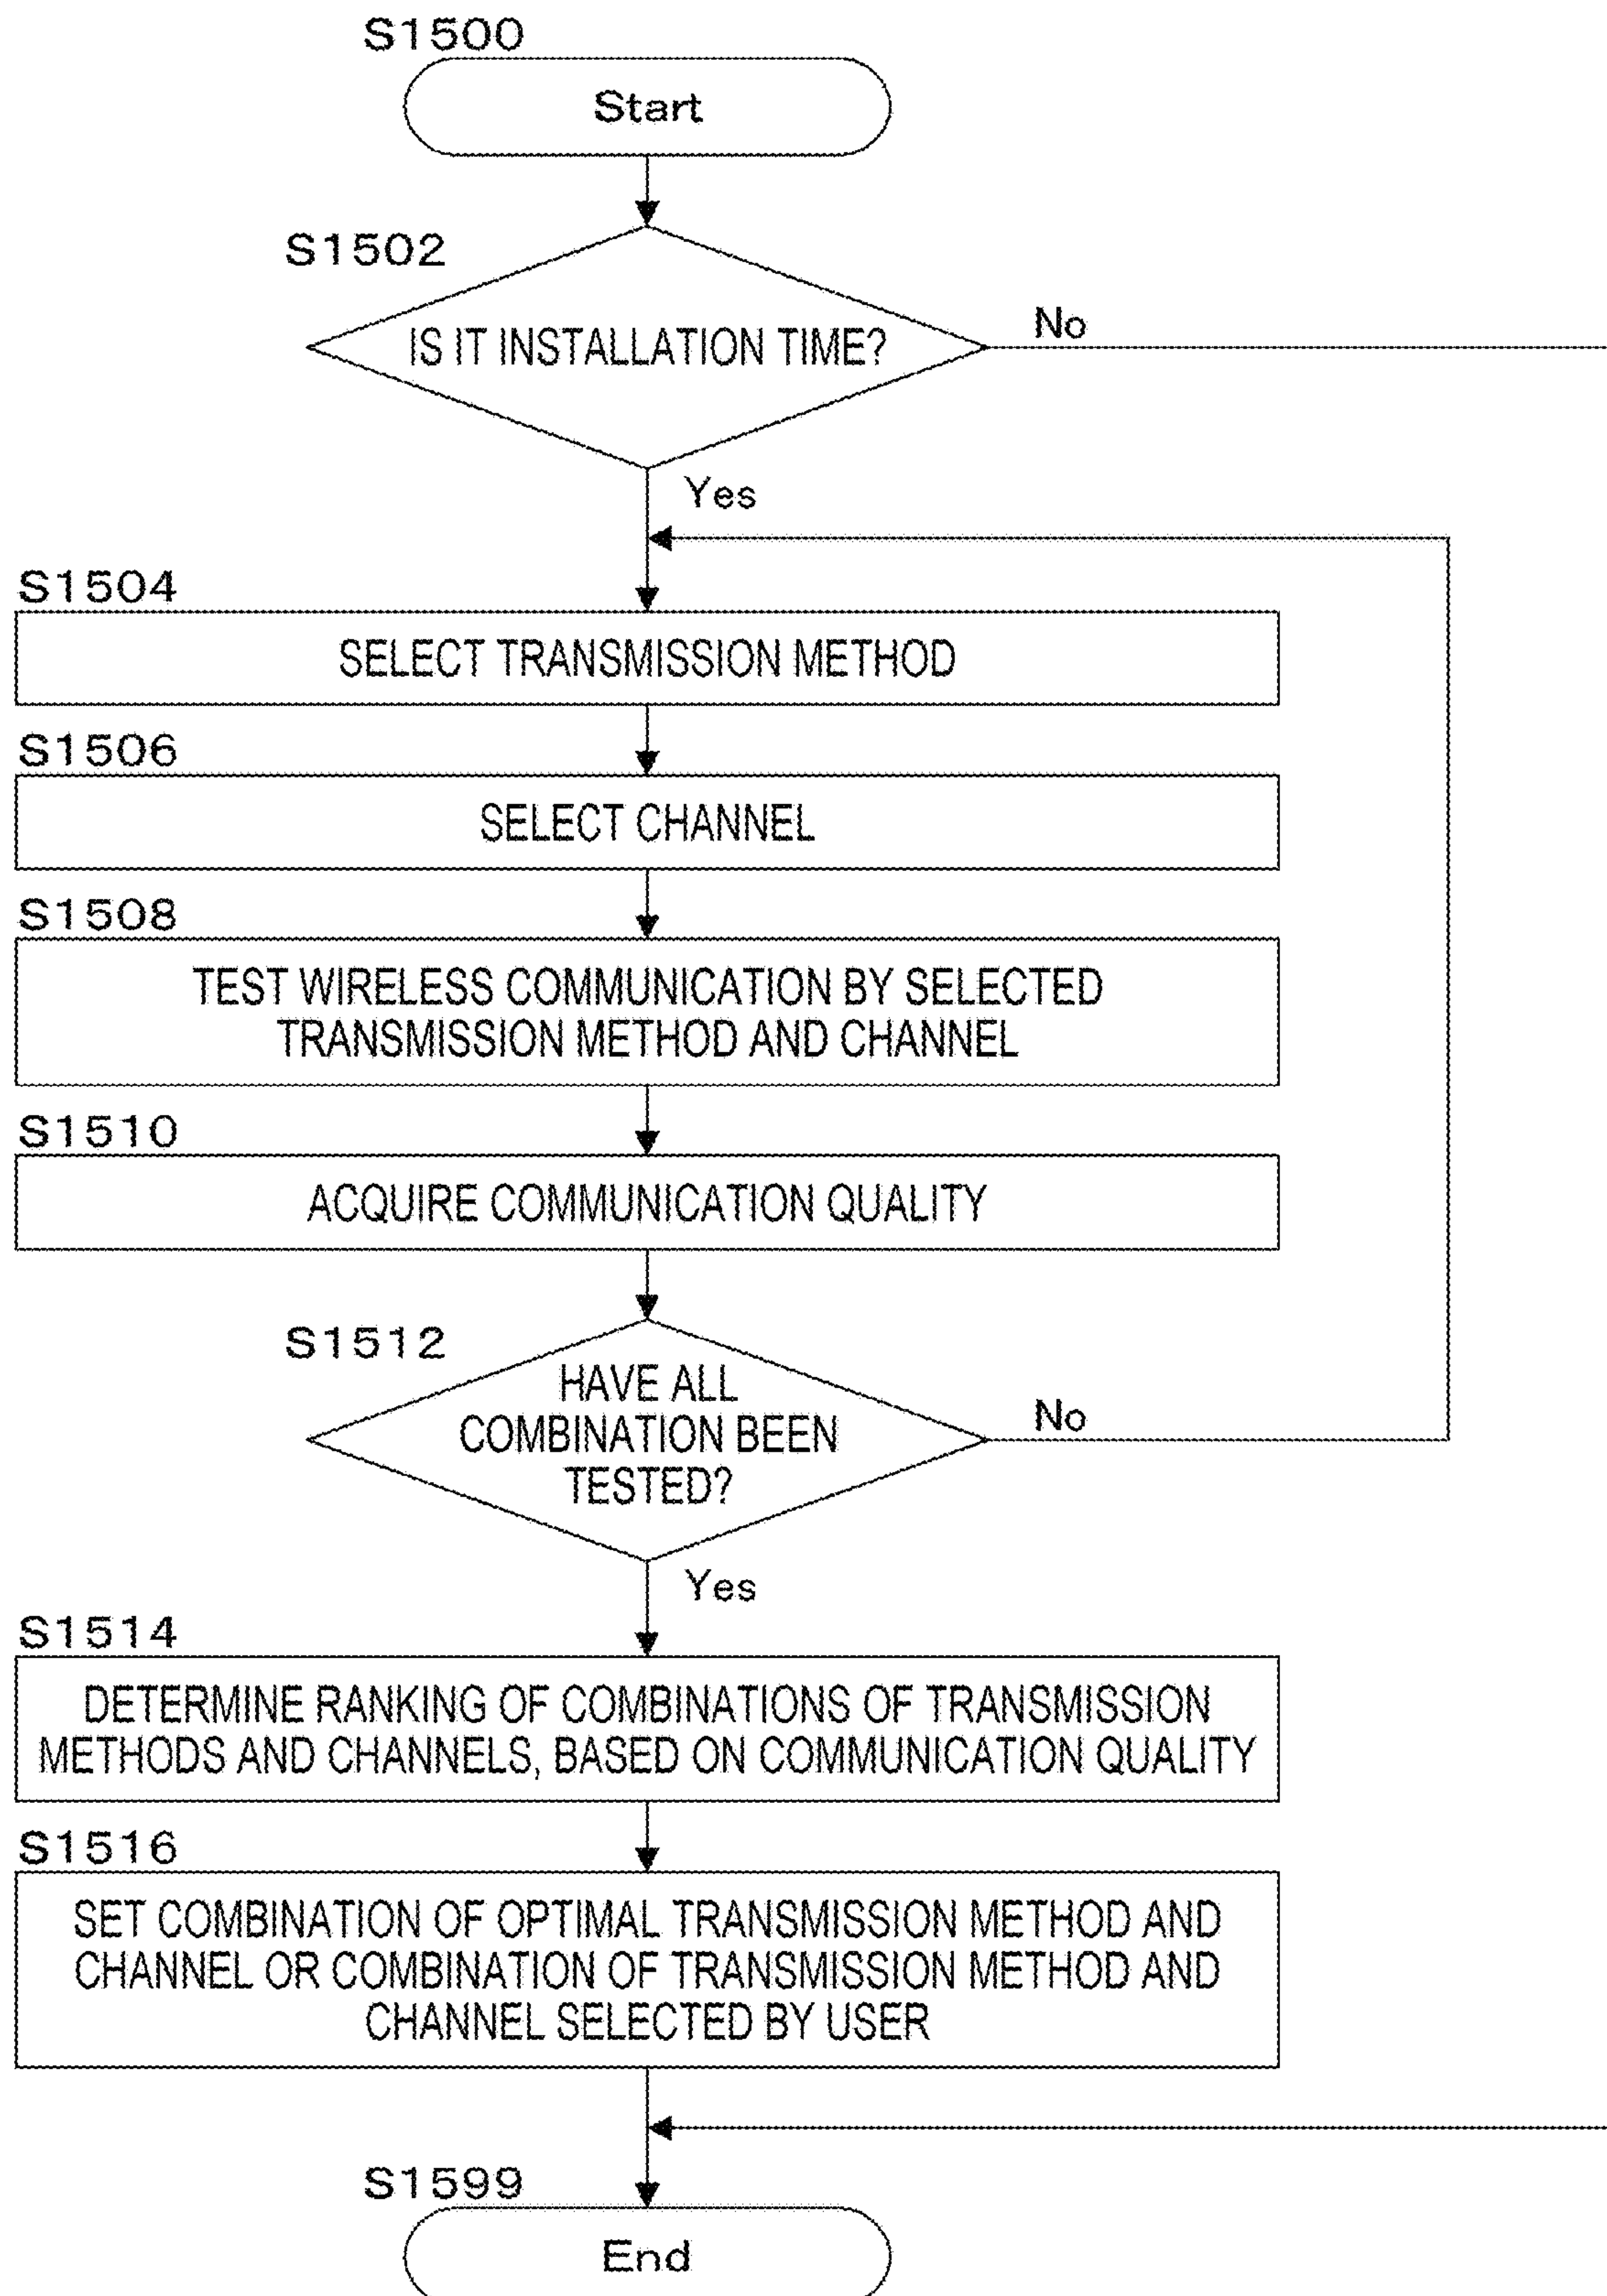 S1500
Start
S1502
IS IT INSTALLATION TIME?
No
Yes
S1504
SELECT TRANSMISSION METHOD
S1506
SELECT CHANNEL
S1508
TEST WIRELESS COMMUNICATION BY SELECTED
TRANSMISSION METHOD AND CHANNEL
S1510
ACQUIRE COMMUNICATION QUALITY
S1512
HAVE ALL
COMBINATION BEEN
TESTED?
No
Yes
S1514
DETERMINE RANKING OF COMBINATIONS OF TRANSMISSION
METHODS AND CHANNELS, BASED ON COMMUNICATION QUALITY
S1516
SET COMBINATION OF OPTIMAL TRANSMISSION METHOD AND
CHANNEL OR COMBINATION OF TRANSMISSION METHOD AND
CHANNEL SELECTED BY USER
S1599
End